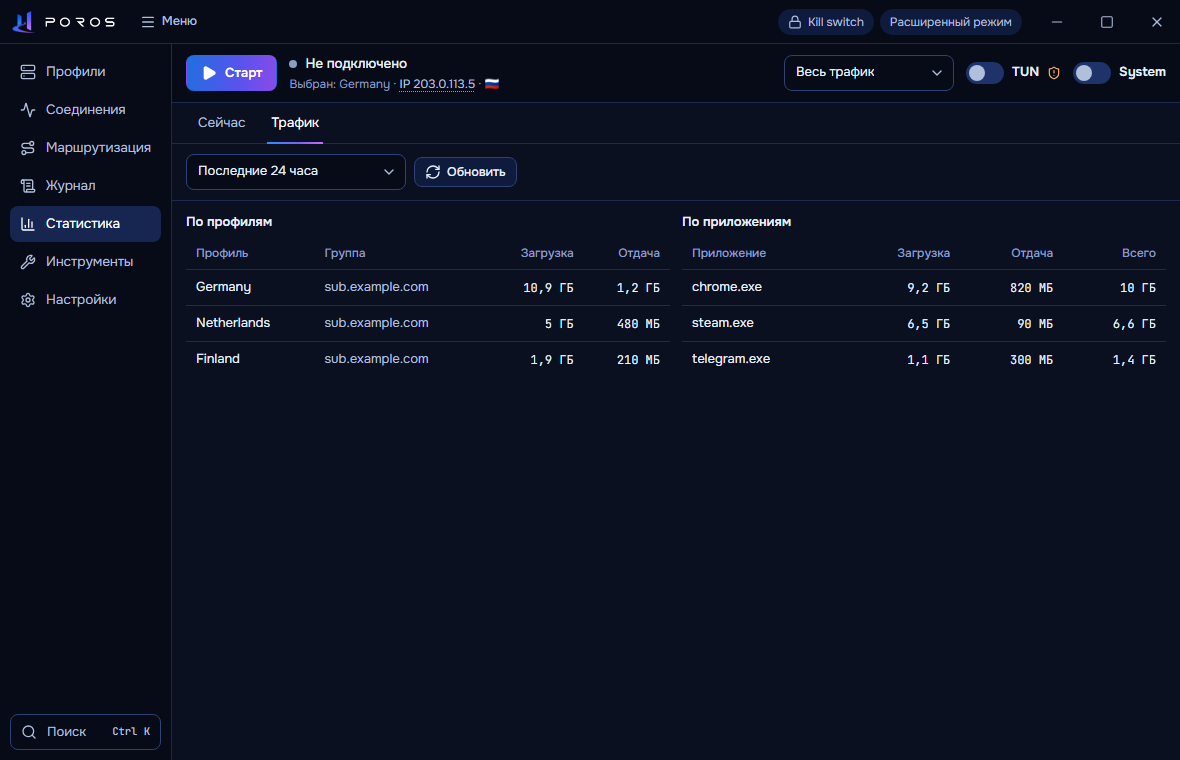 POROS
Меню
Kill switch
Расширенный режим
Профили
Соединения
Маршрутизация
Журнал
Статистика
Инструменты
Настройки
Поиск Ctrl K
Старт
Не подключено
Выбран: Germany · IP 203.0.113.5 ·
Весь трафик
TUN
System
Сейчас Трафик
Последние 24 часа
Обновить
По профилям
Профиль Группа Загрузка Отдача
Germany sub.example.com 10,9 ГБ 1,2 ГБ
Netherlands sub.example.com 5 ГБ 480 МБ
Finland sub.example.com 1,9 ГБ 210 МБ
По приложениям
Приложение Загрузка Отдача Всего
chrome.exe 9,2 ГБ 820 МБ 10 ГБ
steam.exe 6,5 ГБ 90 МБ 6,6 ГБ
telegram.exe 1,1 ГБ 300 МБ 1,4 ГБ